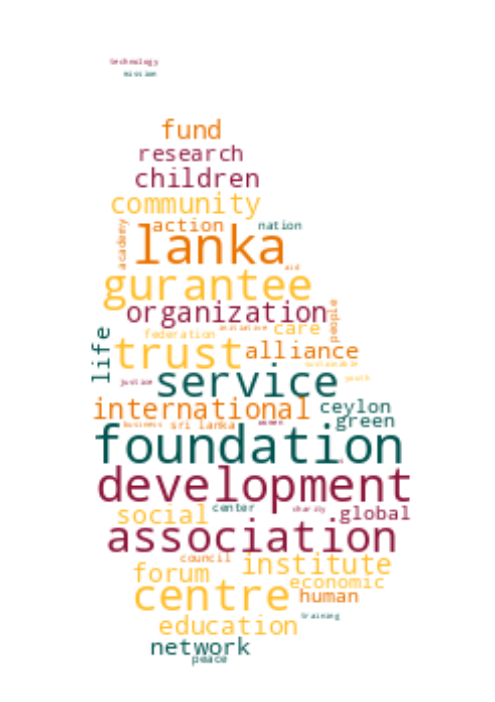 technology
mission
fund
research
children
community
action nation
academy
lanka
aid
gurantee
organization people
initiative care
federation
life trust alliance
sustainable
justice service youth
international ceylon
business sri lanka women green
foundation
development
social center charity global
association
council institute
forum economic
centre human
training
education
network
peace